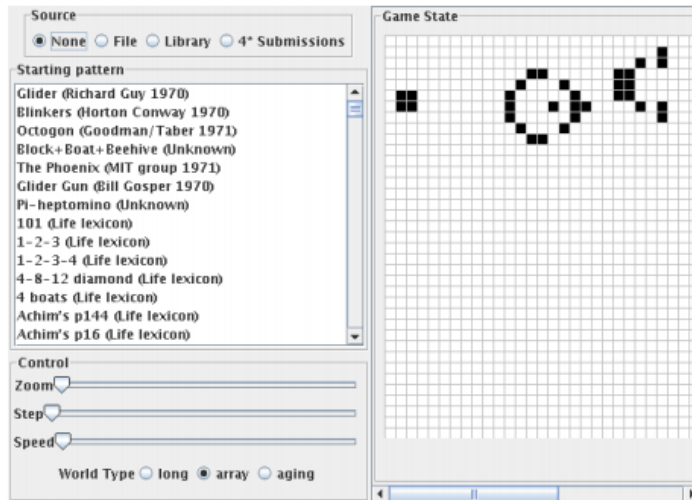 Source
None File Library 4* Submissions
Starting pattern
Glider (Richard Guy 1970)
Blinkers (Horton Conway 1970)
Octogon (Goodman/Taber 1971)
Block+Boat+Beehive (Unknown)
The Phoenix (MIT group 1971)
Glider Gun (Bill Gosper 1970)
Pi-heptomino (Unknown)
101 (Life lexicon)
1-2-3 (Life lexicon)
1-2-3-4 (Life lexicon)
4-8-12 diamond (Life lexicon)
4 boats (Life lexicon)
Achim's p144 (Life lexicon)
Achim's p16 (Life lexicon)
Control
Zoom
Step
Speed
World Type long array aging
Game State